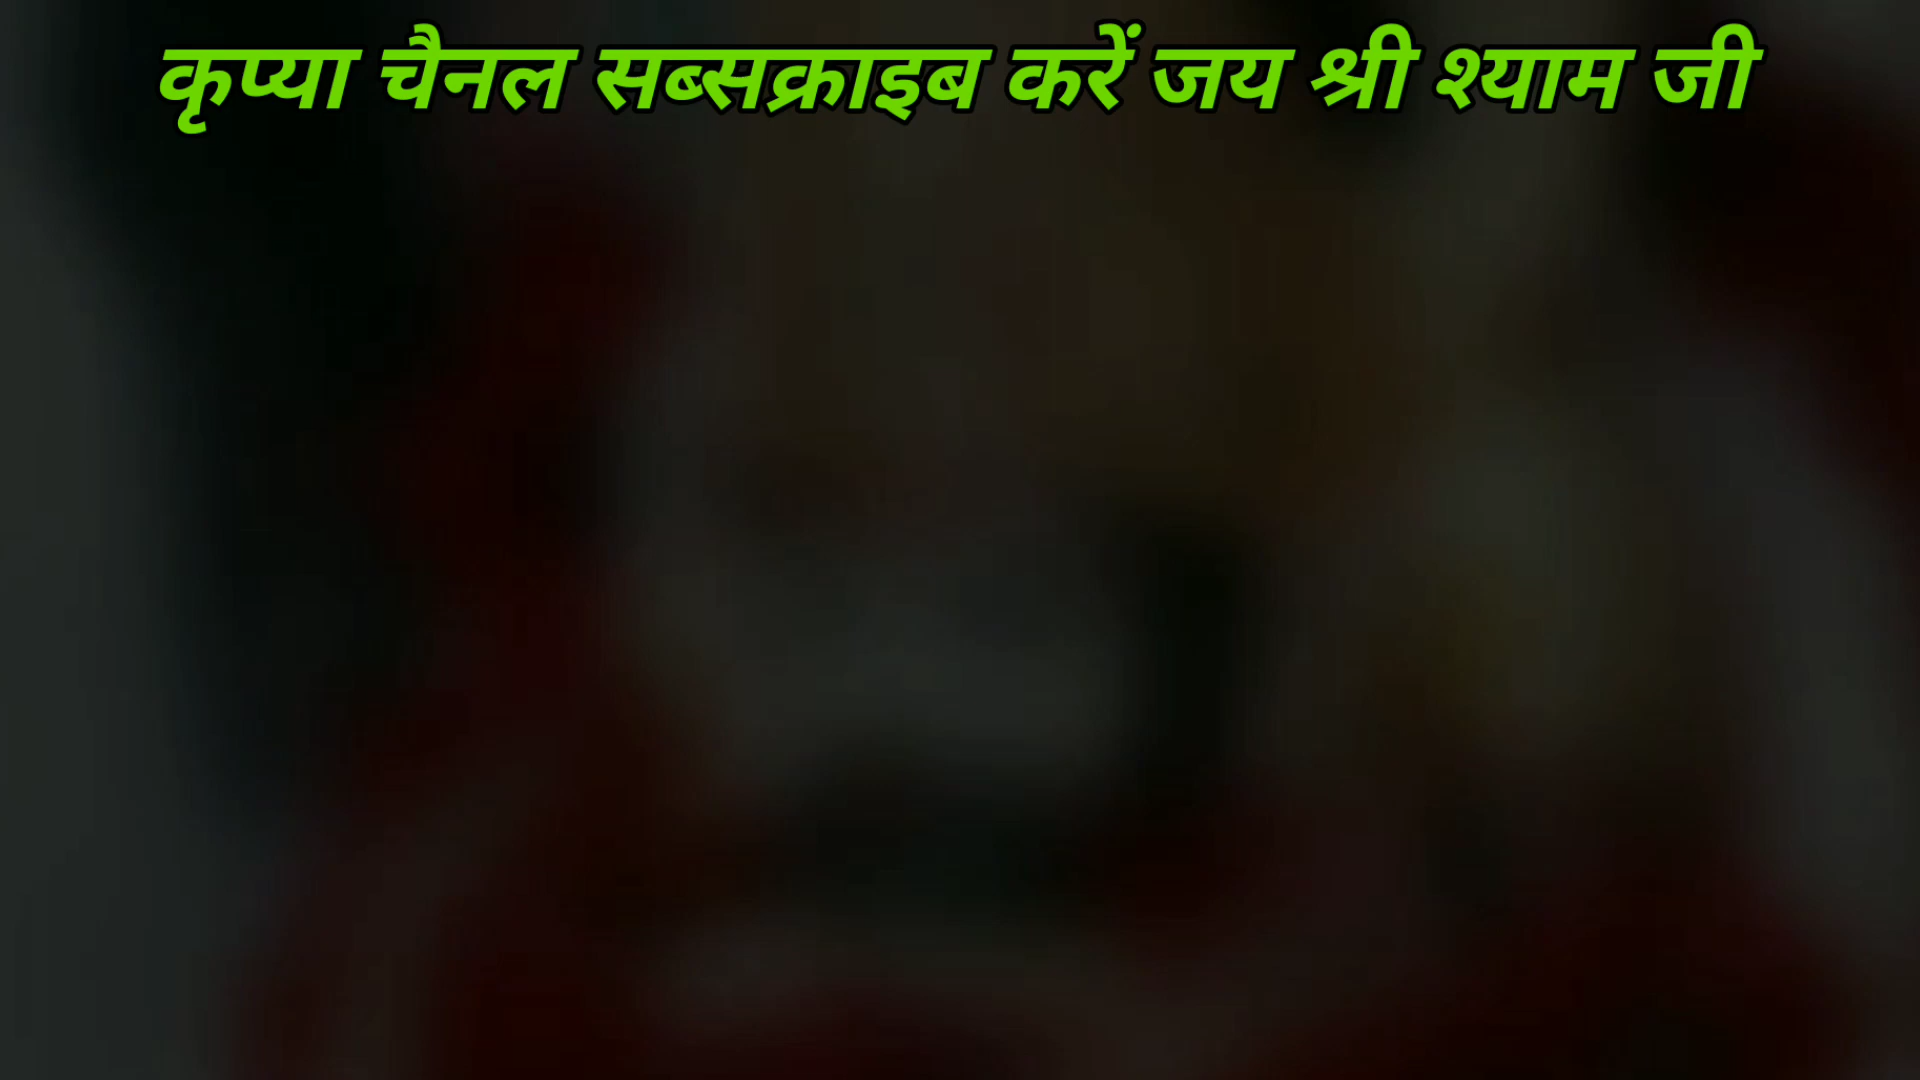 कृप्या चैनल सब्सक्राइब करें जय श्री श्याम जी